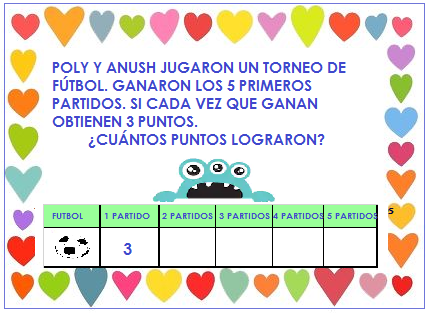 POLY Y ANUSH JUGARON UN TORNEO DE
FÚTBOL. GANARON LOS 5 PRIMEROS
PARTIDOS. SI CADA VEZ QUE GANAN
OBTIENEN 3 PUNTOS.
¿CUÁNTOS PUNTOS LOGRARON?
FUTBOL 1 PARTIDO 2 PARTIDOS 3 PARTIDOS 4 PARTIDOS 5 PARTIDOS 5
3